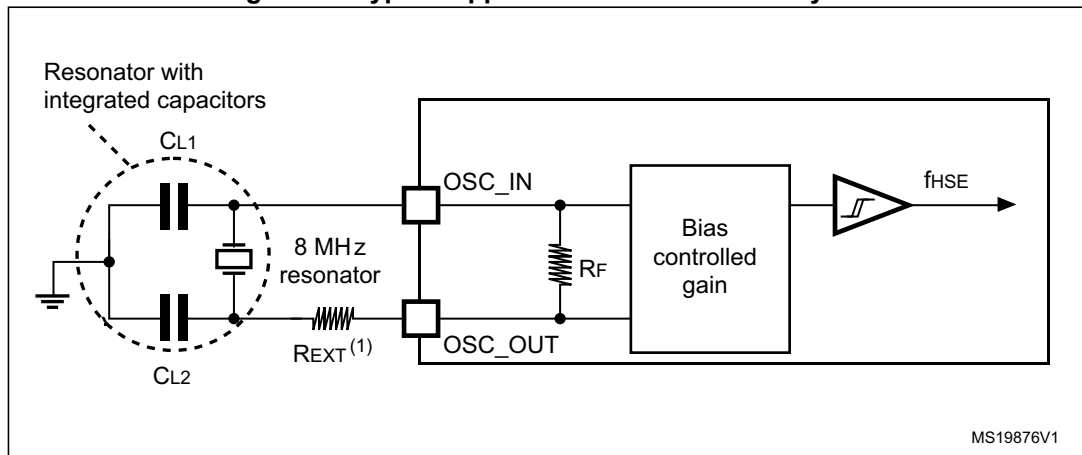 Resonator with
integrated capacitors
CL1
OSC_IN
fHSE
8 MHz
resonator
RF
Bias
controlled
gain
REXT (1)
OSC_OUT
CL2
MS19876V1